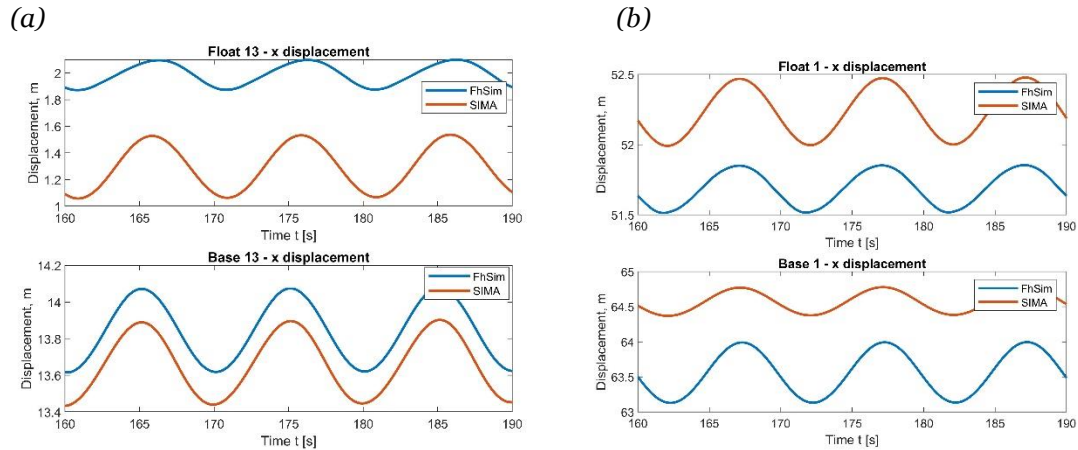 (a)
Float 13 - x displacement
Displacement, m
2
1.8
1.6
1.4
1.2
1
FhSim
SIMA
160 165 170 175 180 185 190
Time t [s]
Base 13 - x displacement
Displacement, m
14.2
14
13.8
13.6
13.4
FhSim
SIMA
160 165 170 175 180 185 190
Time t [s]
(b)
Float 1 - x displacement
Displacement, m
52.5
52
51.5
FhSim
SIMA
160 165 170 175 180 185 190
Time t [s]
Base 1 - x displacement
Displacement, m
65
64.5
64
63.5
63
FhSim
SIMA
160 165 170 175 180 185 190
Time t [s]